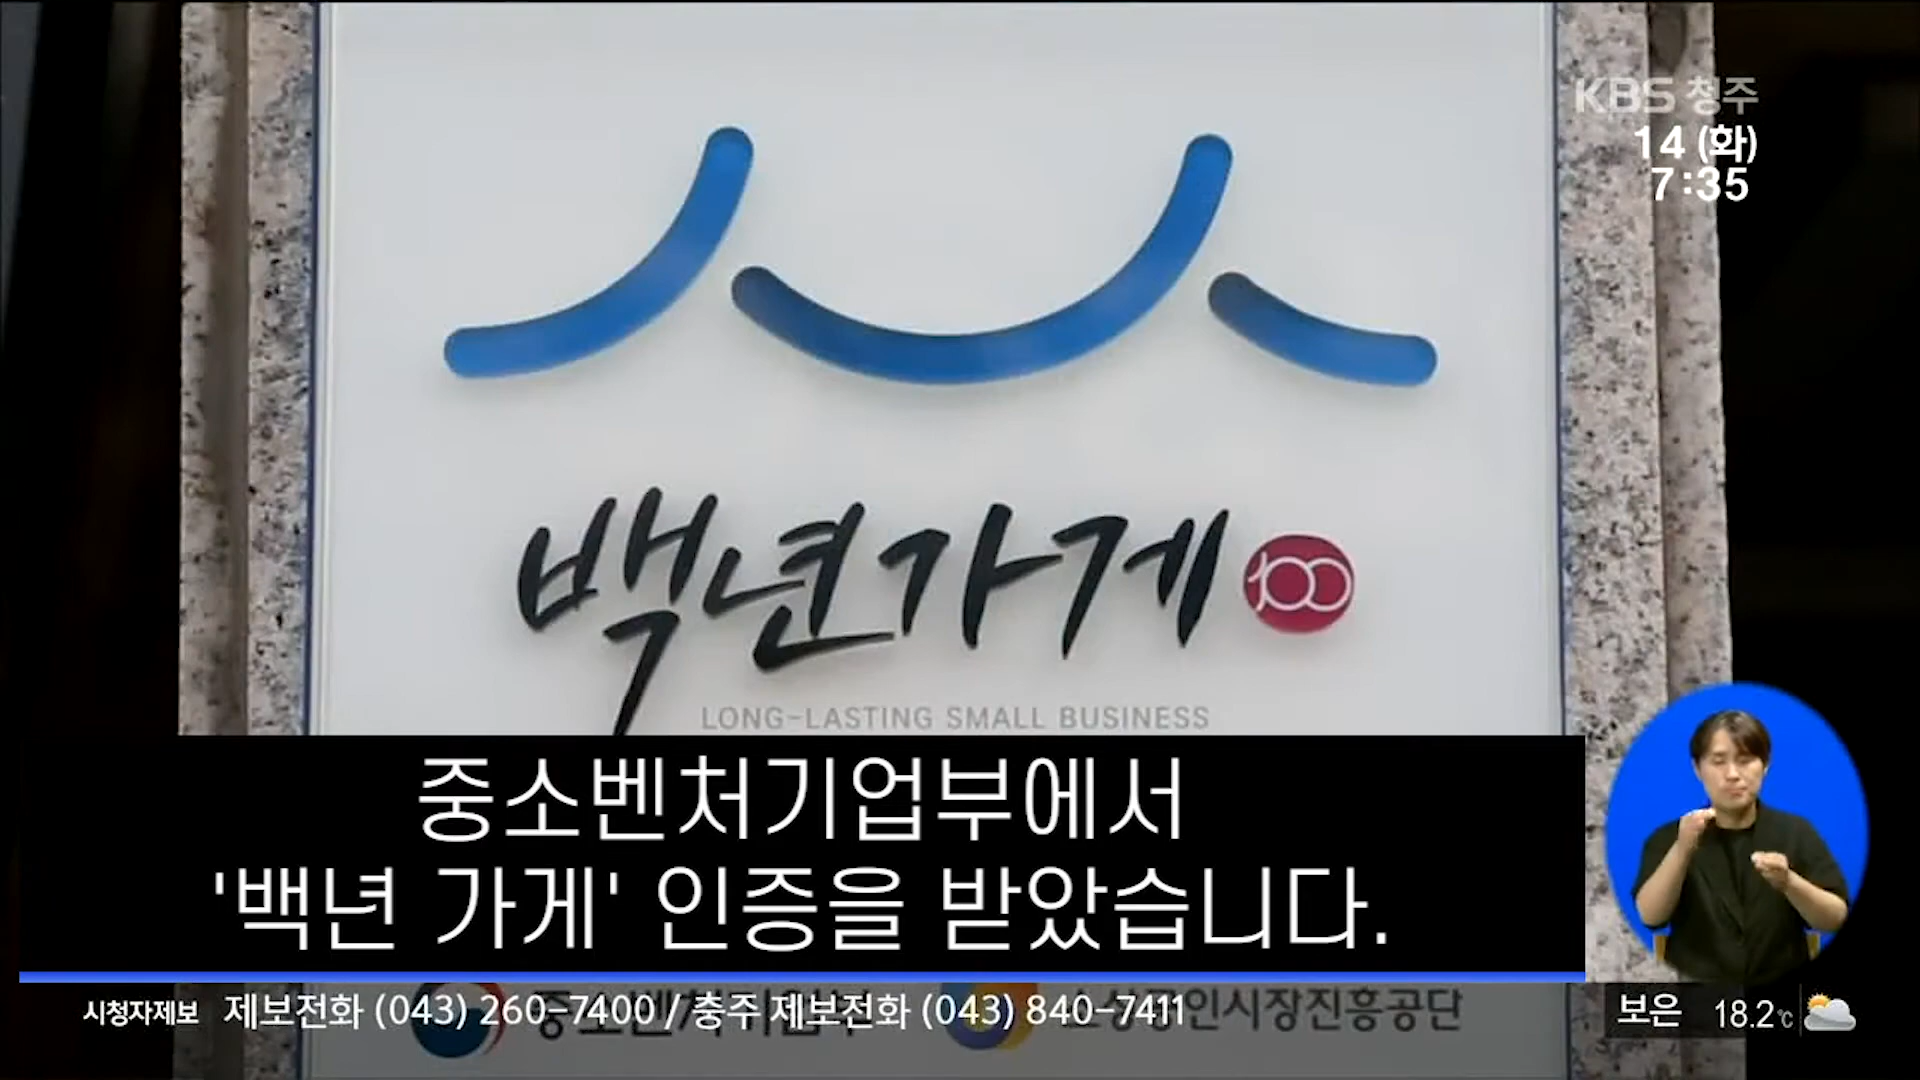 KBS 청주
14 (화)
7:35
백년가게 100
LONG-LASTING SMALL BUSINESS
중소벤처기업부에서
'백년 가게' 인증을 받았습니다.
시청자제보 제보전화 (043) 260-7400 / 충주 제보전화 (043) 840-7411
인시장진흥공단
보은 18.2℃